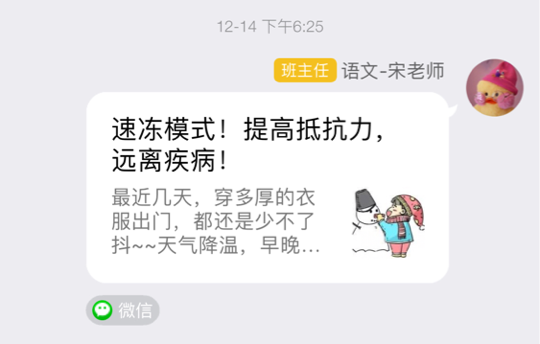 12-14 下午6:25
班主任 语文-宋老师
速冻模式！提高抵抗力，
远离疾病！
最近几天，穿多厚的衣
服出门，都还是少不了
抖~~天气降温，早晚...
微信